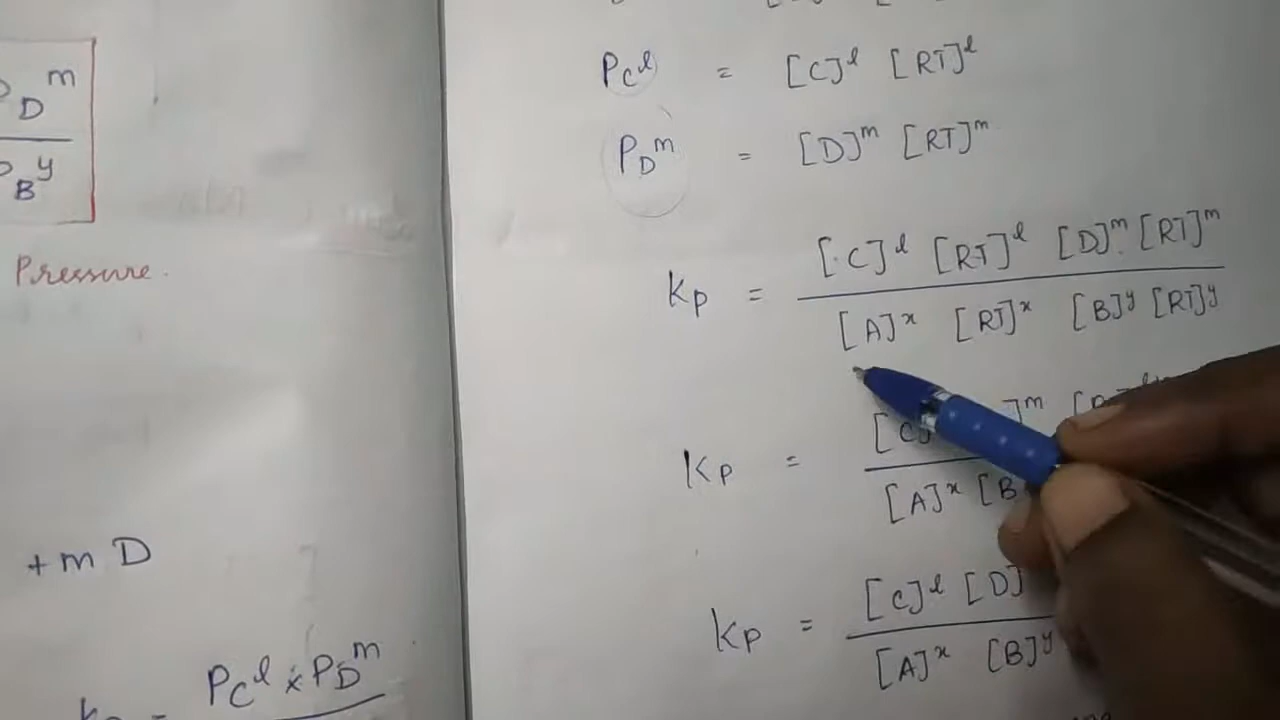 P_D^m
P_B^y
Pressure.
+ m D
P_C^l × P_D^m
P_C^l = [C]^l [RT]^l
P_D^m = [D]^m [RT]^m
Kp = [C]^l [RT]^l [D]^m [RT]^m
[A]^x [RT]^x [B]^y [RT]^y
Kp = [C]^l ]^m
[A]^x [B
Kp = [C]^l [D]
[A]^x [B]^y